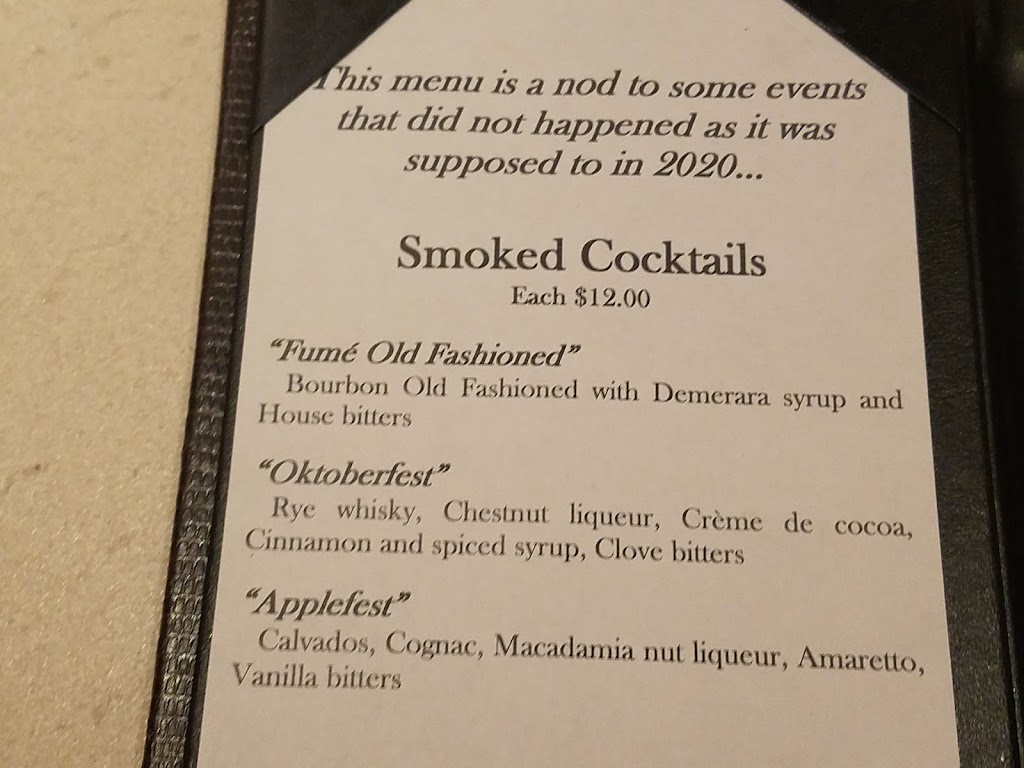 This menu is a nod to some events
that did not happened as it was
supposed to in 2020...
Smoked Cocktails
Each $12.00
“Fumé Old Fashioned”
Bourbon Old Fashioned with Demerara syrup and
House bitters
“Oktoberfest”
Rye whisky, Chestnut liqueur, Crème de cocoa,
Cinnamon and spiced syrup, Clove bitters
“Applefest”
Calvados, Cognac, Macadamia nut liqueur, Amaretto,
Vanilla bitters